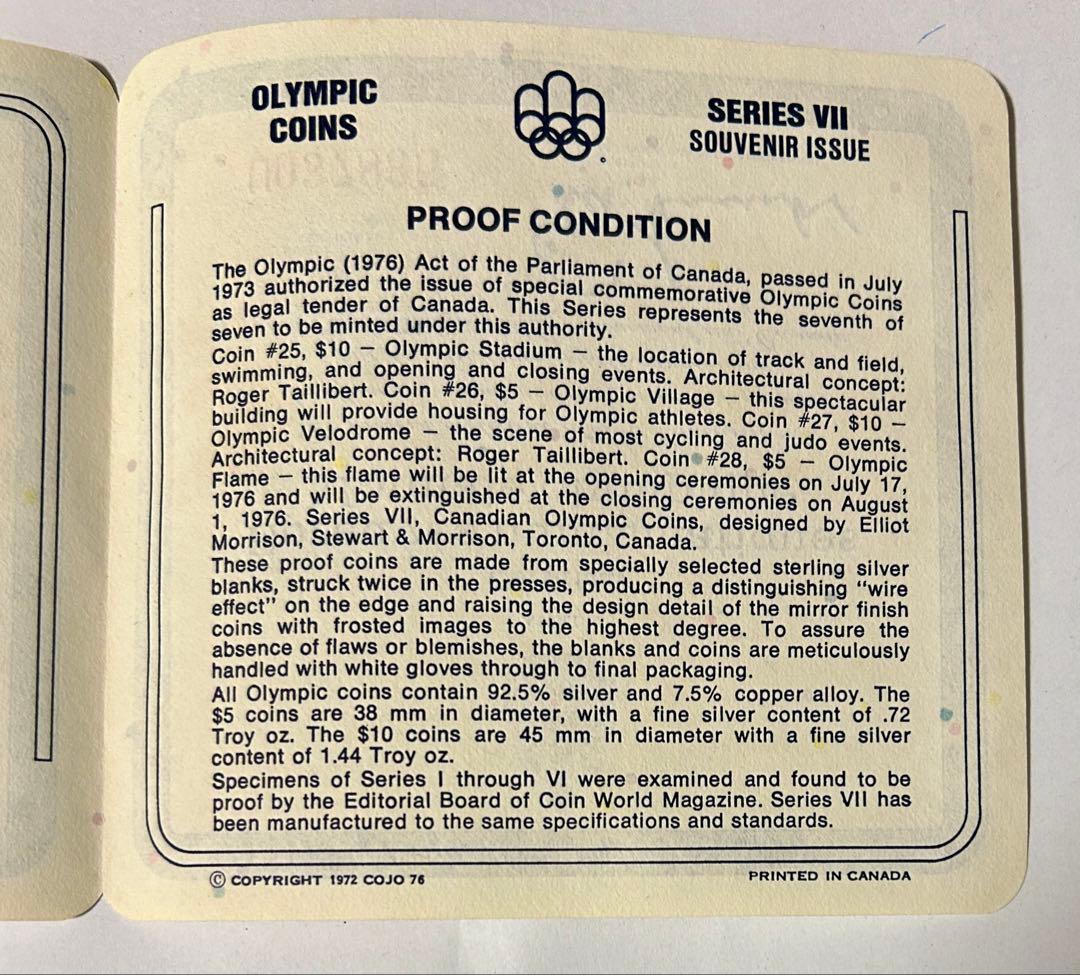 OLYMPIC
COINS
SERIES VII
SOUVENIR ISSUE
PROOF CONDITION
The Olympic (1976) Act of the Parliament of Canada, passed in July
1973 authorized the issue of special commemorative Olympic Coins
as legal tender of Canada. This Series represents the seventh of
seven to be minted under this authority.
Coin #25, $10 — Olympic Stadium — the location of track and field,
swimming, and opening and closing events. Architectural concept:
Roger Taillibert. Coin #26, $5 — Olympic Village — this spectacular
building will provide housing for Olympic athletes. Coin #27, $10 —
Olympic Velodrome — the scene of most cycling and judo events.
Architectural concept: Roger Taillibert. Coin #28, $5 — Olympic
Flame — this flame will be lit at the opening ceremonies on July 17,
1976 and will be extinguished at the closing ceremonies on August
1, 1976. Series VII, Canadian Olympic Coins, designed by Elliot
Morrison, Stewart & Morrison, Toronto, Canada.
These proof coins are made from specially selected sterling silver
blanks, struck twice in the presses, producing a distinguishing "wire
effect" on the edge and raising the design detail of the mirror finish
coins with frosted images to the highest degree. To assure the
absence of flaws or blemishes, the blanks and coins are meticulously
handled with white gloves through to final packaging.
All Olympic coins contain 92.5% silver and 7.5% copper alloy. The
$5 coins are 38 mm in diameter, with a fine silver content of .72
Troy oz. The $10 coins are 45 mm in diameter with a fine silver
content of 1.44 Troy oz.
Specimens of Series I through VI were examined and found to be
proof by the Editorial Board of Coin World Magazine. Series VII has
been manufactured to the same specifications and standards.
© COPYRIGHT 1972 COJO 76
PRINTED IN CANADA